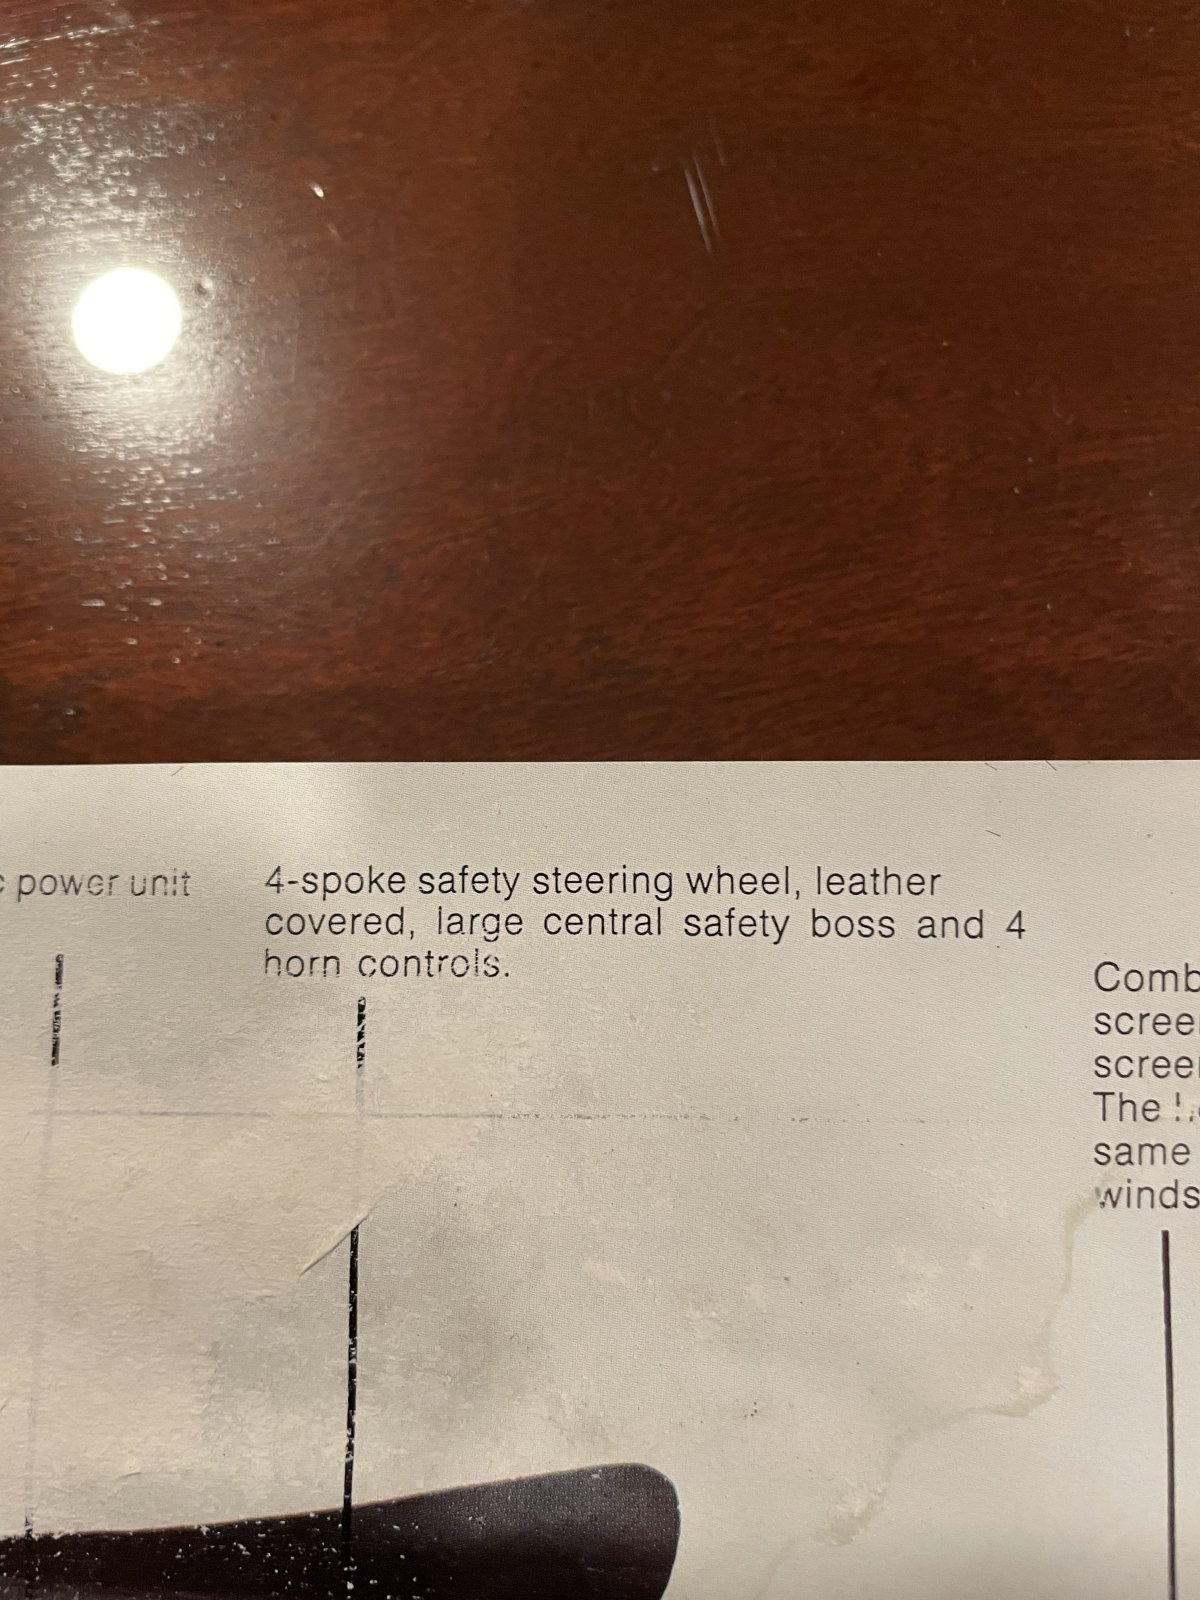 power unit
4-spoke safety steering wheel, leather
covered, large central safety boss and 4
horn controls.
Comb
scree
scree
The
same
winds